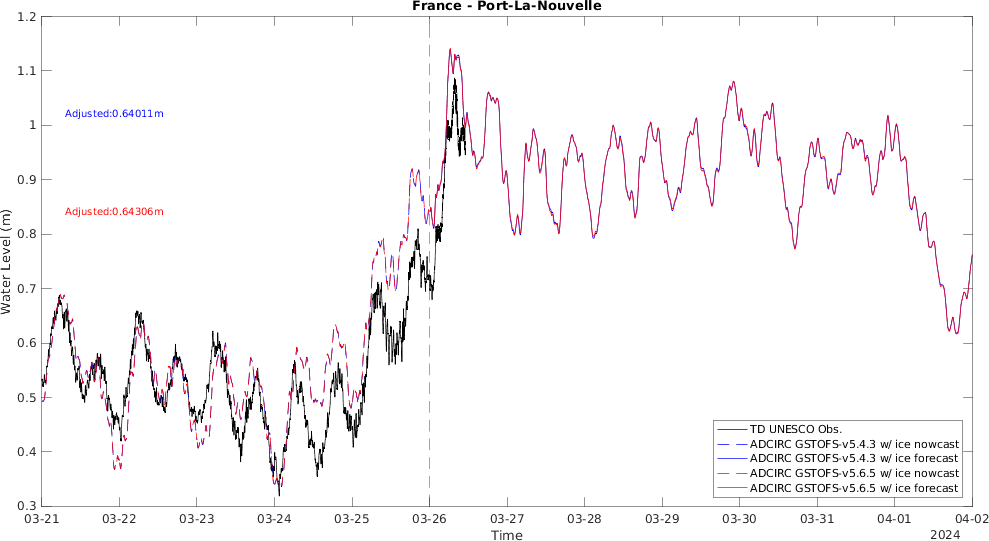 France - Port-La-Nouvelle
1.2
1.1
1
0.9
0.8
0.7
0.6
0.5
0.4
0.3
Water Level (m)
Adjusted:0.64011m
Adjusted:0.64306m
TD UNESCO Obs.
ADCIRC GSTOFS-v5.4.3 w/ ice nowcast
ADCIRC GSTOFS-v5.4.3 w/ ice forecast
ADCIRC GSTOFS-v5.6.5 w/ ice nowcast
ADCIRC GSTOFS-v5.6.5 w/ ice forecast
03-21 03-22 03-23 03-24 03-25 03-26 03-27 03-28 03-29 03-30 03-31 04-01 04-02
Time
2024